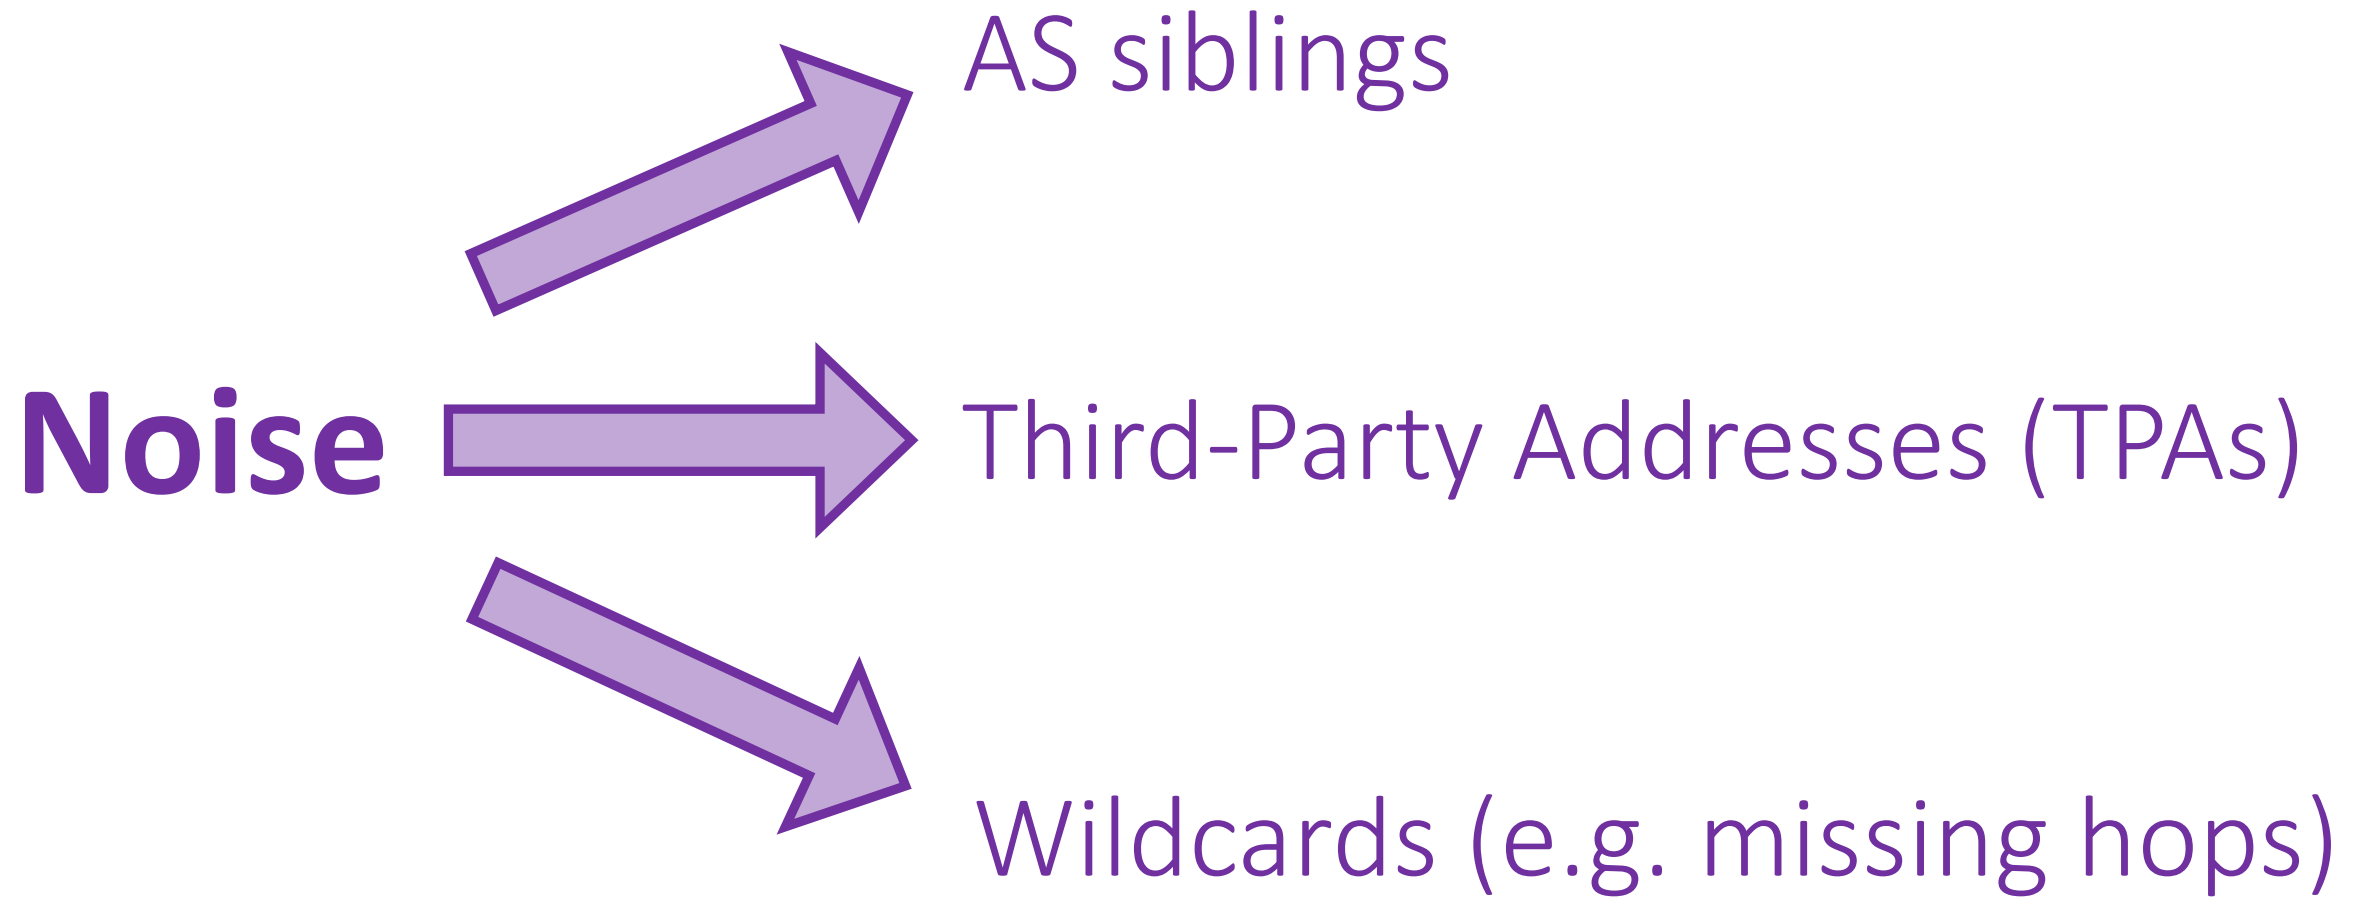 AS siblings
Noise
Third-Party Addresses (TPAs)
Wildcards (e.g. missing hops)